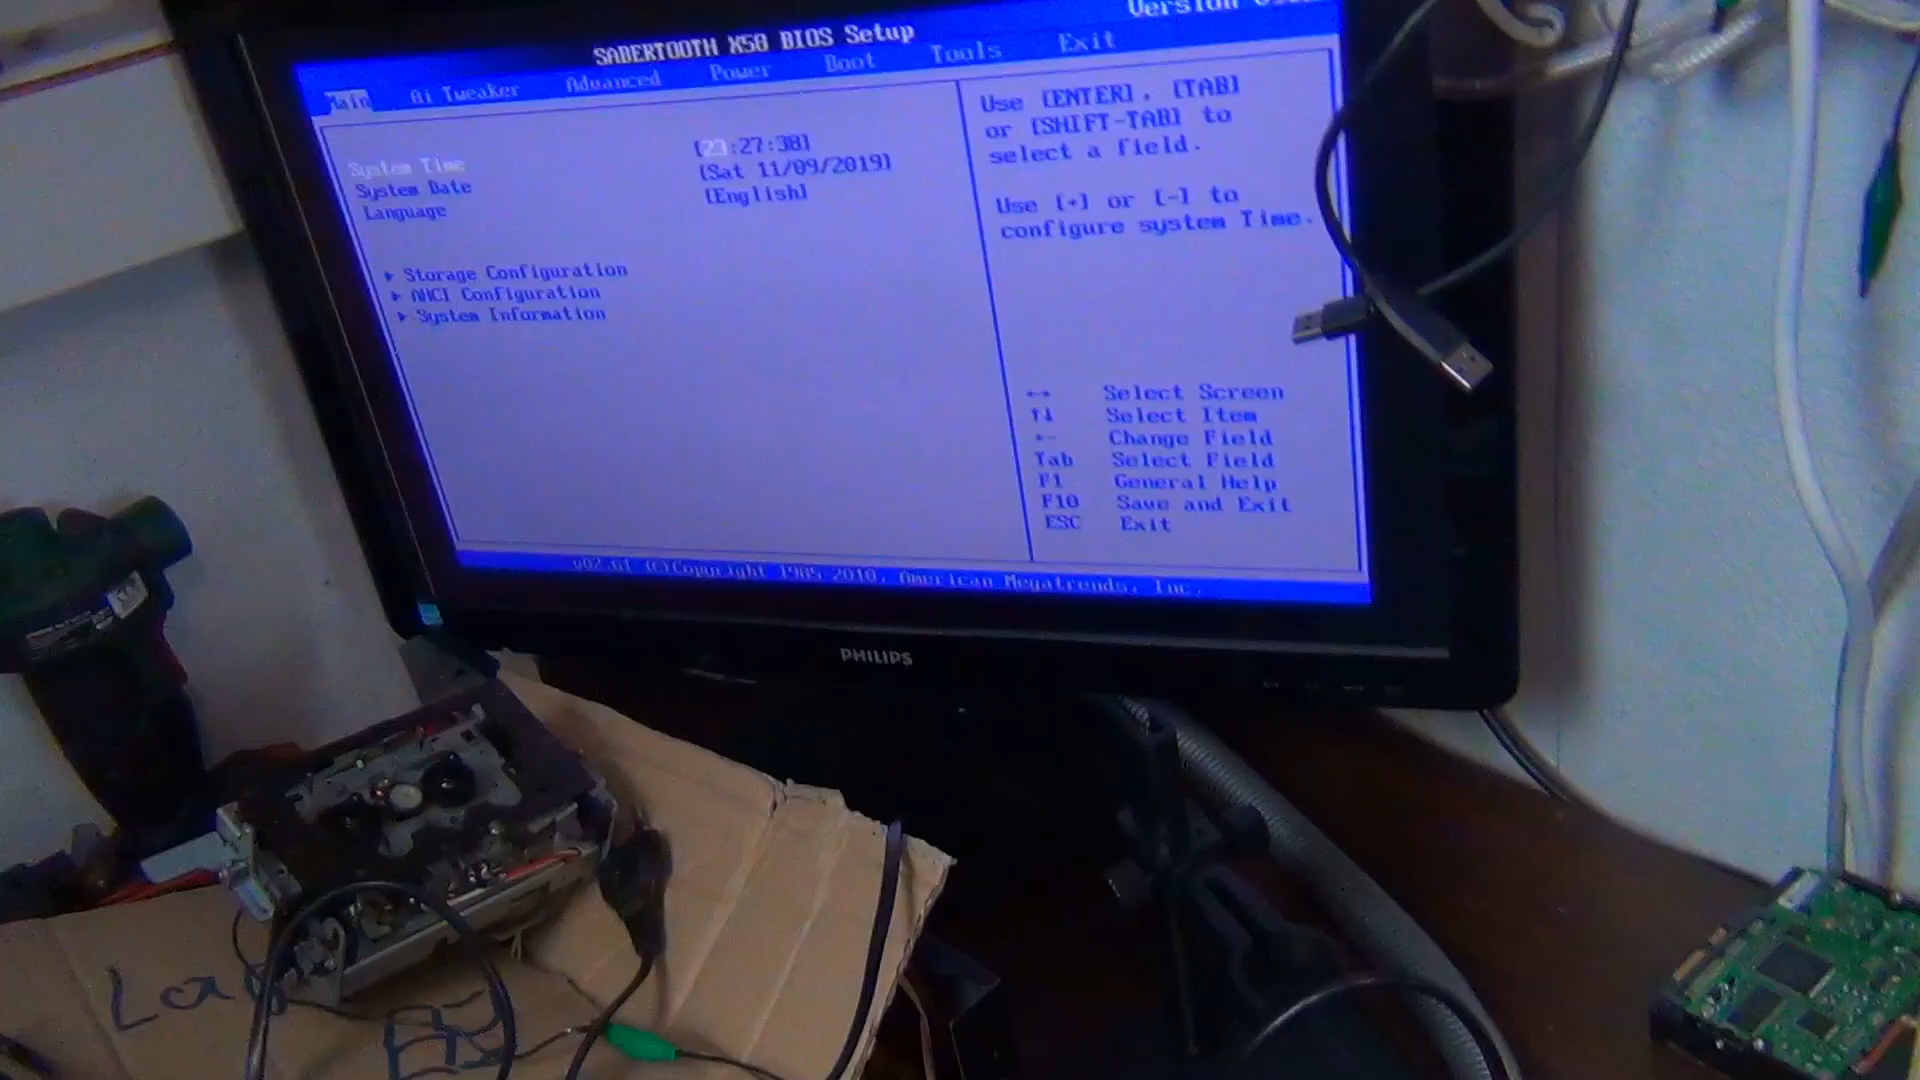 Version
SABERTOOTH X58 BIOS Setup
Main Ai Tweaker Advanced Power Boot Tools Exit
System Time [23:27:38]
System Date [Sat 11/09/2019]
Language [English]
Storage Configuration
AHCI Configuration
System Information
Use [ENTER], [TAB]
or [SHIFT-TAB] to
select a field.
Use [+] or [-] to
configure system Time.
←→ Select Screen
↑↓ Select Item
+- Change Field
Tab Select Field
F1 General Help
F10 Save and Exit
ESC Exit
v02.61 (C)Copyright 1985-2010, American Megatrends, Inc.
PHILIPS